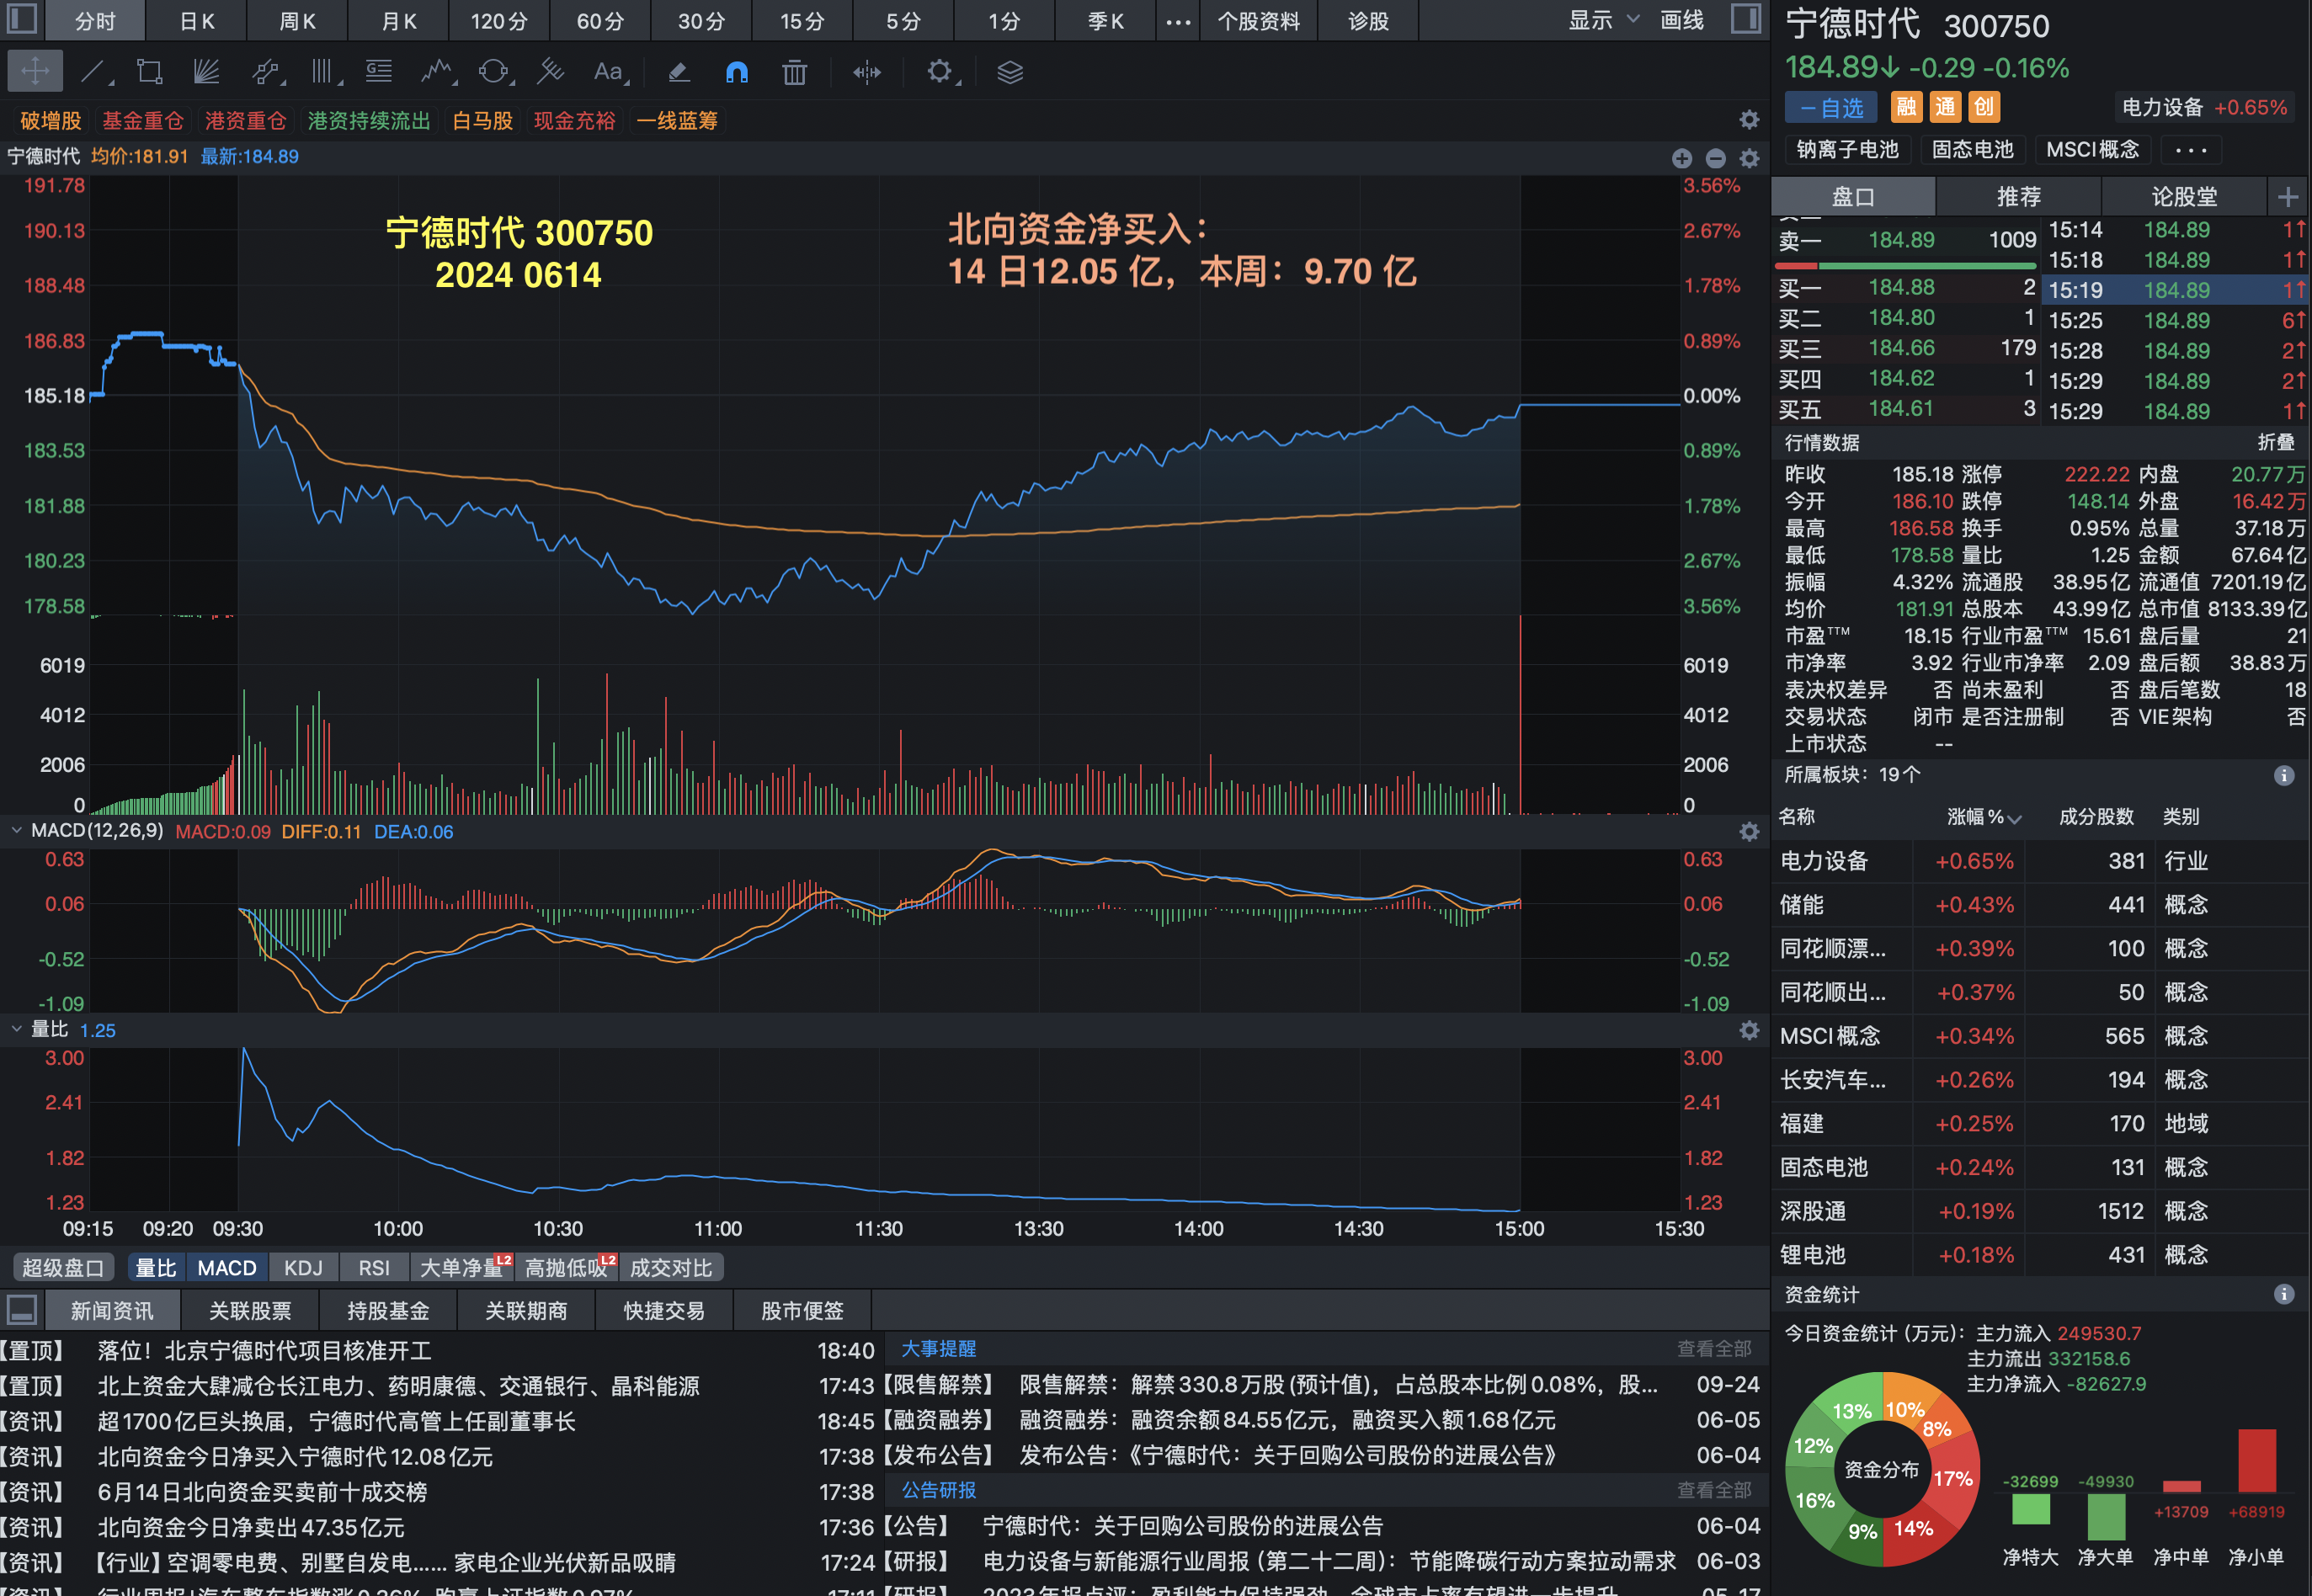 分时 日K 周K 月K 120分 60分 30分 15分 5分 1分 季K ••• 个股资料 诊股 显示 画线
Aa
破增股 基金重仓 港资重仓 港资持续流出 白马股 现金充裕 一线蓝筹
宁德时代 均价:181.91 最新:184.89
宁德时代 300750
2024 0614
北向资金净买入：
14 日12.05 亿，本周：9.70 亿
191.78 3.56%
190.13 2.67%
188.48 1.78%
186.83 0.89%
185.18 0.00%
183.53 0.89%
181.88 1.78%
180.23 2.67%
178.58 3.56%
6019 6019
4012 4012
2006 2006
0 0
MACD(12,26,9) MACD:0.09 DIFF:0.11 DEA:0.06
0.63 0.63
0.06 0.06
-0.52 -0.52
-1.09 -1.09
量比 1.25
3.00 3.00
2.41 2.41
1.82 1.82
1.23 1.23
09:15 09:20 09:30 10:00 10:30 11:00 11:30 13:30 14:00 14:30 15:00 15:30
超级盘口 量比 MACD KDJ RSI 大单净量 L2 高抛低吸 L2 成交对比
新闻资讯 关联股票 持股基金 关联期商 快捷交易 股市便签
【置顶】 落位！北京宁德时代项目核准开工 18:40
【置顶】 北上资金大肆减仓长江电力、药明康德、交通银行、晶科能源 17:43
【资讯】 超1700亿巨头换届，宁德时代高管上任副董事长 18:45
【资讯】 北向资金今日净买入宁德时代12.08亿元 17:38
【资讯】 6月14日北向资金买卖前十成交榜 17:38
【资讯】 北向资金今日净卖出47.35亿元 17:36
【资讯】 【行业】空调零电费、别墅自发电…… 家电企业光伏新品吸睛 17:24
大事提醒 查看全部
【限售解禁】 限售解禁：解禁330.8万股(预计值)，占总股本比例0.08%，股... 09-24
【融资融券】 融资融券：融资余额84.55亿元，融资买入额1.68亿元 06-05
【发布公告】 发布公告：《宁德时代：关于回购公司股份的进展公告》 06-04
公告研报 查看全部
【公告】 宁德时代：关于回购公司股份的进展公告 06-04
【研报】 电力设备与新能源行业周报（第二十二周）：节能降碳行动方案拉动需求 06-03
宁德时代 300750
184.89↓ -0.29 -0.16%
－自选 融 通 创 电力设备 +0.65%
钠离子电池 固态电池 MSCI概念 •••
盘口 推荐 论股堂 +
卖一 184.89 1009
买一 184.88 2
买二 184.80 1
买三 184.66 179
买四 184.62 1
买五 184.61 3
15:14 184.89 1↑
15:18 184.89 1↑
15:19 184.89 1↑
15:25 184.89 6↑
15:28 184.89 2↑
15:29 184.89 2↑
15:29 184.89 1↑
行情数据 折叠
昨收 185.18 涨停 222.22 内盘 20.77万
今开 186.10 跌停 148.14 外盘 16.42万
最高 186.58 换手 0.95% 总量 37.18万
最低 178.58 量比 1.25 金额 67.64亿
振幅 4.32% 流通股 38.95亿 流通值 7201.19亿
均价 181.91 总股本 43.99亿 总市值 8133.39亿
市盈TTM 18.15 行业市盈TTM 15.61 盘后量 21
市净率 3.92 行业市净率 2.09 盘后额 38.83万
表决权差异 否 尚未盈利 否 盘后笔数 18
交易状态 闭市 是否注册制 否 VIE架构 否
上市状态 --
所属板块：19个
名称 涨幅% 成分股数 类别
电力设备 +0.65% 381 行业
储能 +0.43% 441 概念
同花顺漂... +0.39% 100 概念
同花顺出... +0.37% 50 概念
MSCI概念 +0.34% 565 概念
长安汽车... +0.26% 194 概念
福建 +0.25% 170 地域
固态电池 +0.24% 131 概念
深股通 +0.19% 1512 概念
锂电池 +0.18% 431 概念
资金统计
今日资金统计 (万元)：主力流入 249530.7
主力流出 332158.6
主力净流入 -82627.9
资金分布
13% 10%
12% 8%
16% 17%
9% 14%
-32699 -49930 +13709 +68919
净特大 净大单 净中单 净小单